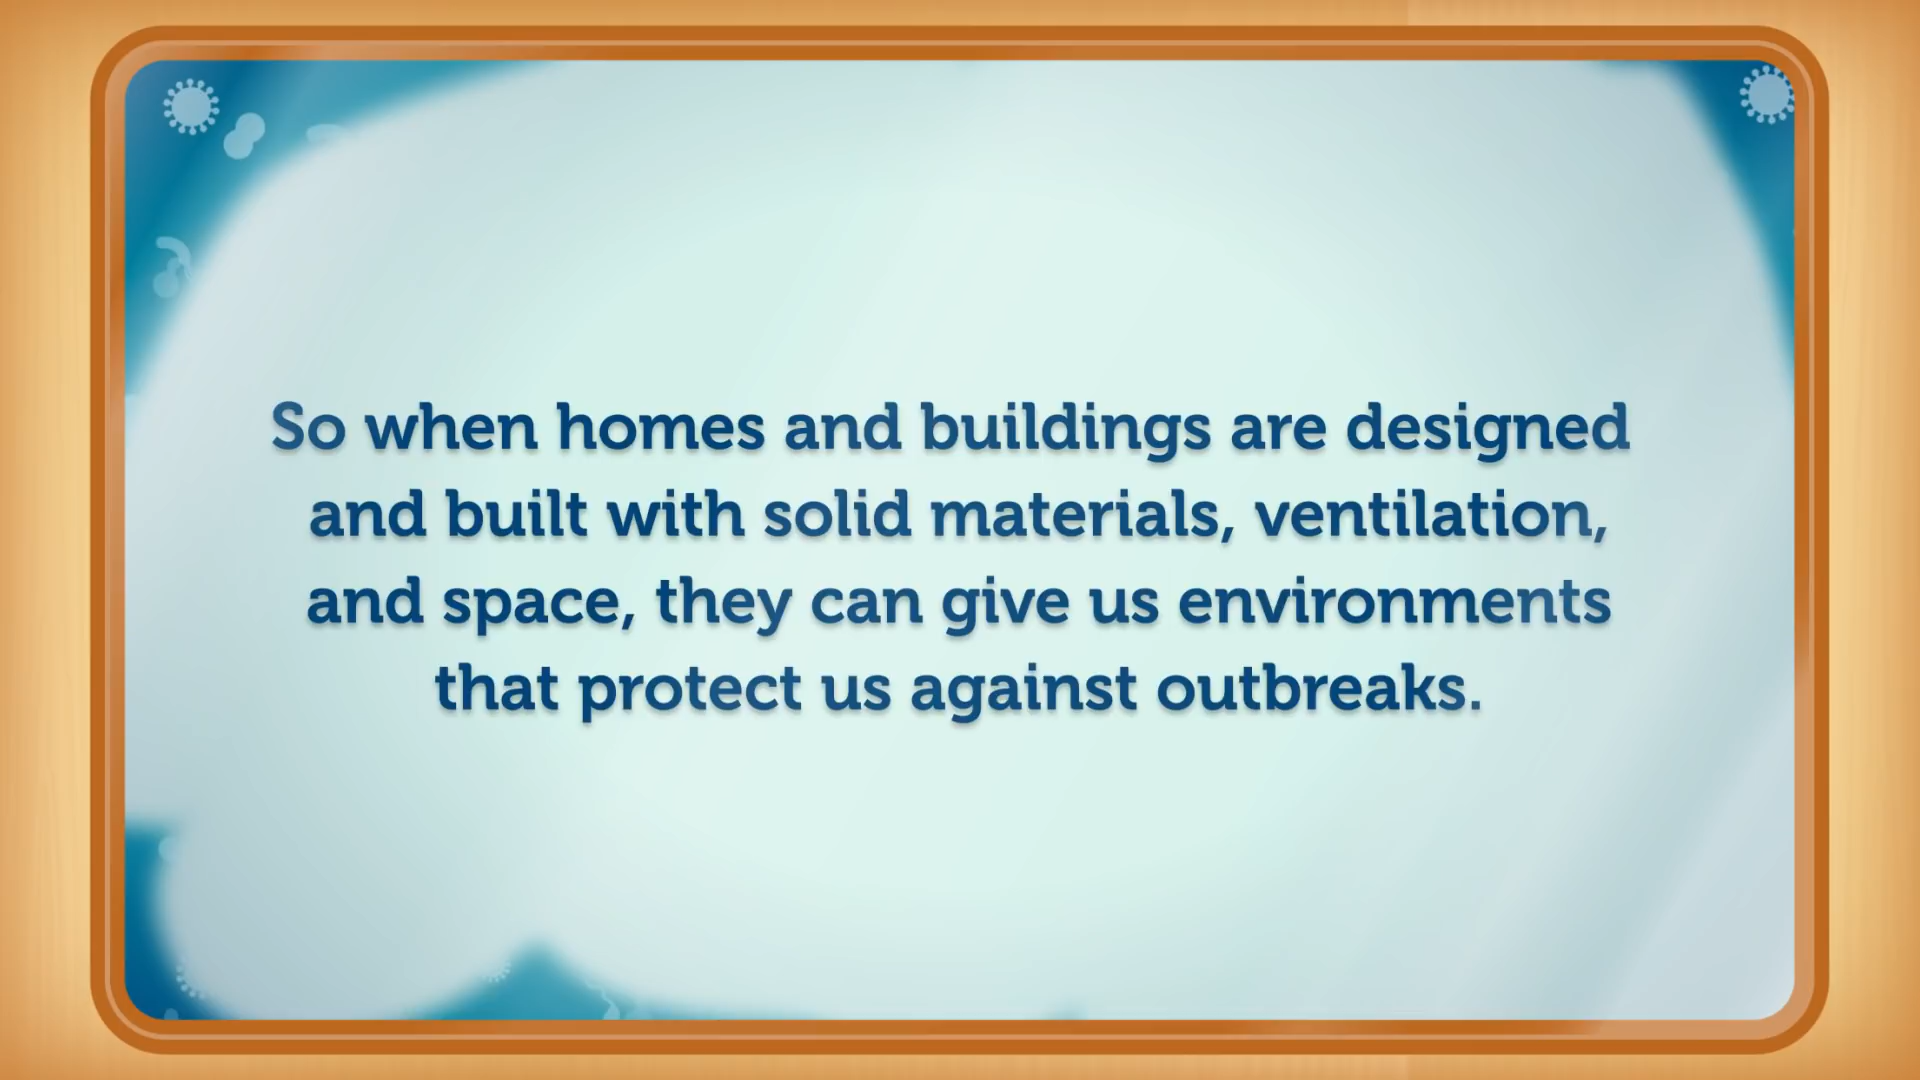 So when homes and buildings are designed
and built with solid materials, ventilation,
and space, they can give us environments
that protect us against outbreaks.